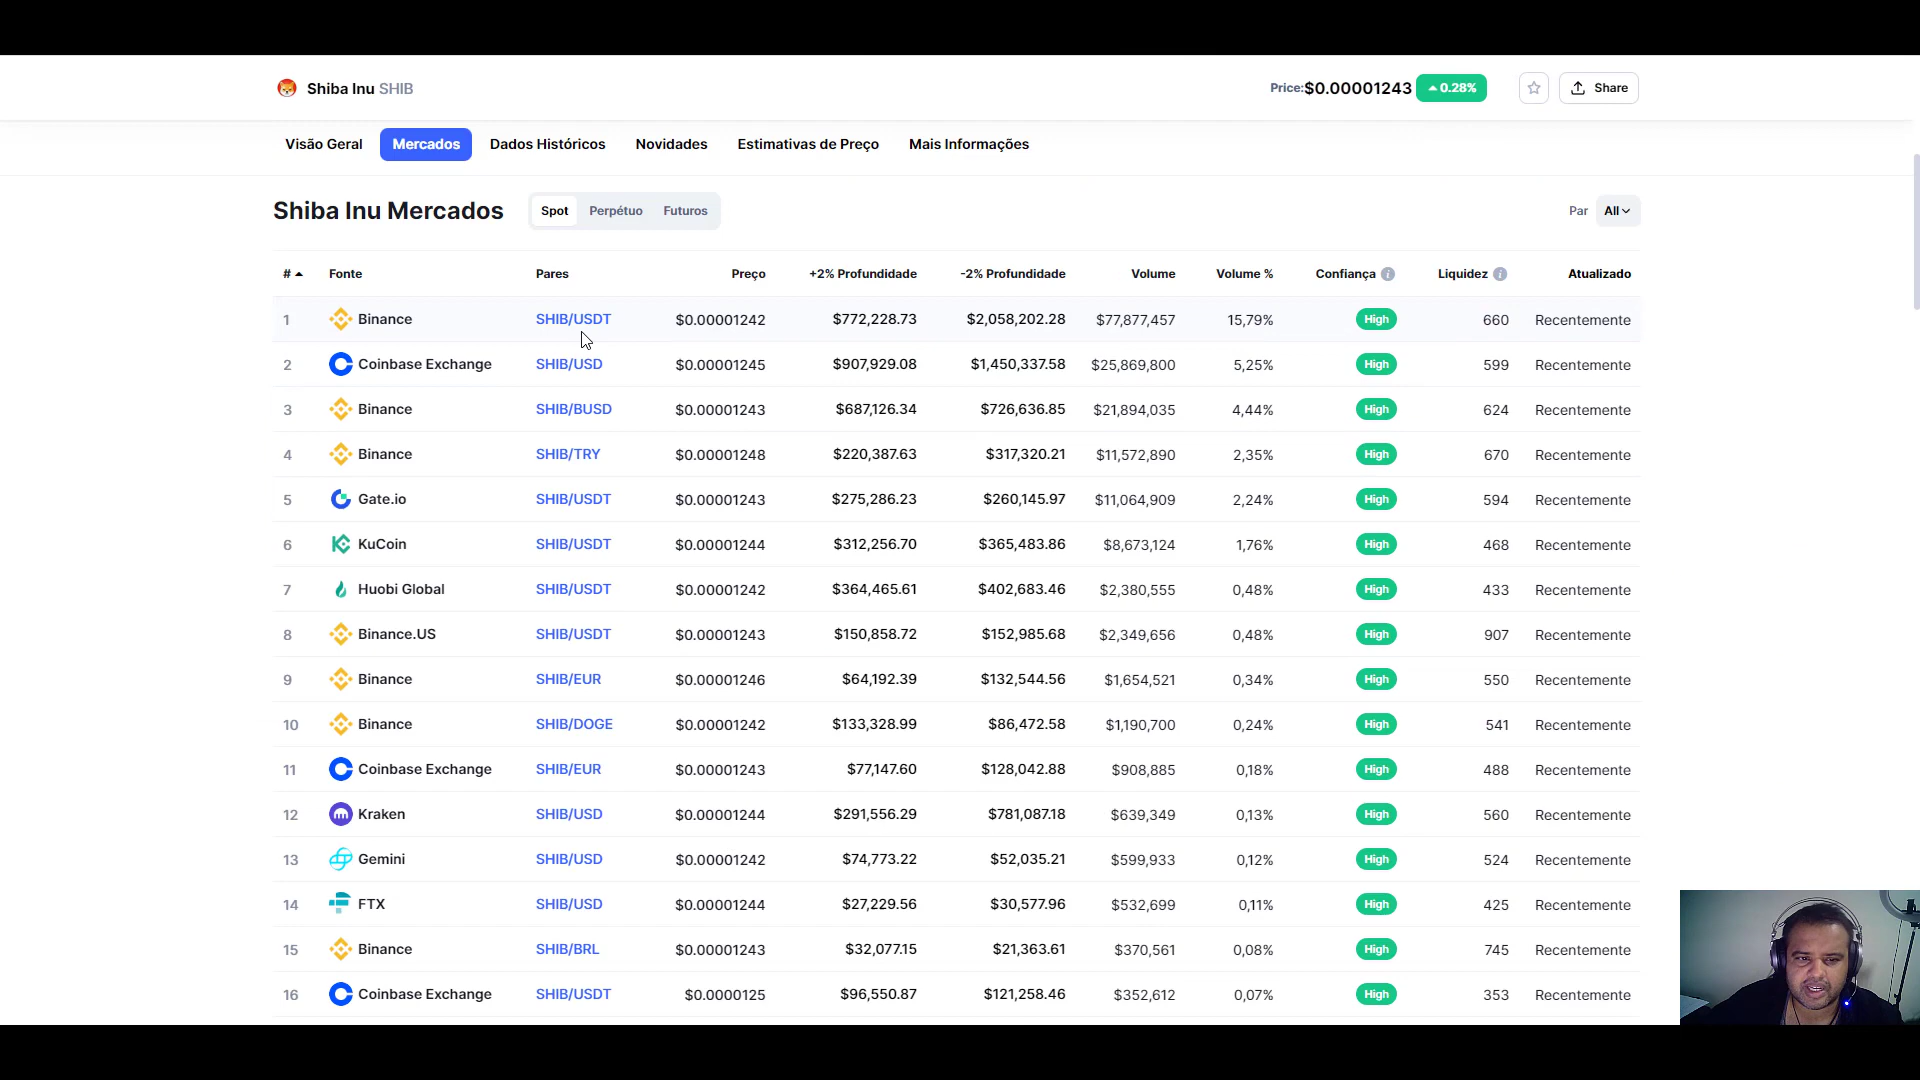 Shiba Inu SHIB Price:$0.00001243 0.28% Share
Visão Geral Mercados Dados Históricos Novidades Estimativas de Preço Mais Informações
Shiba Inu Mercados Spot Perpétuo Futuros Par All
# Fonte Pares Preço +2% Profundidade -2% Profundidade Volume Volume % Confiança Liquidez Atualizado
1 Binance SHIB/USDT $0.00001242 $772,228.73 $2,058,202.28 $77,877,457 15,79% High 660 Recentemente
2 Coinbase Exchange SHIB/USD $0.00001245 $907,929.08 $1,450,337.58 $25,869,800 5,25% High 599 Recentemente
3 Binance SHIB/BUSD $0.00001243 $687,126.34 $726,636.85 $21,894,035 4,44% High 624 Recentemente
4 Binance SHIB/TRY $0.00001248 $220,387.63 $317,320.21 $11,572,890 2,35% High 670 Recentemente
5 Gate.io SHIB/USDT $0.00001243 $275,286.23 $260,145.97 $11,064,909 2,24% High 594 Recentemente
6 KuCoin SHIB/USDT $0.00001244 $312,256.70 $365,483.86 $8,673,124 1,76% High 468 Recentemente
7 Huobi Global SHIB/USDT $0.00001242 $364,465.61 $402,683.46 $2,380,555 0,48% High 433 Recentemente
8 Binance.US SHIB/USDT $0.00001243 $150,858.72 $152,985.68 $2,349,656 0,48% High 907 Recentemente
9 Binance SHIB/EUR $0.00001246 $64,192.39 $132,544.56 $1,654,521 0,34% High 550 Recentemente
10 Binance SHIB/DOGE $0.00001242 $133,328.99 $86,472.58 $1,190,700 0,24% High 541 Recentemente
11 Coinbase Exchange SHIB/EUR $0.00001243 $77,147.60 $128,042.88 $908,885 0,18% High 488 Recentemente
12 Kraken SHIB/USD $0.00001244 $291,556.29 $781,087.18 $639,349 0,13% High 560 Recentemente
13 Gemini SHIB/USD $0.00001242 $74,773.22 $52,035.21 $599,933 0,12% High 524 Recentemente
14 FTX SHIB/USD $0.00001244 $27,229.56 $30,577.96 $532,699 0,11% High 425 Recentemente
15 Binance SHIB/BRL $0.00001243 $32,077.15 $21,363.61 $370,561 0,08% High 745 Recentemente
16 Coinbase Exchange SHIB/USDT $0.0000125 $96,550.87 $121,258.46 $352,612 0,07% High 353 Recentemente